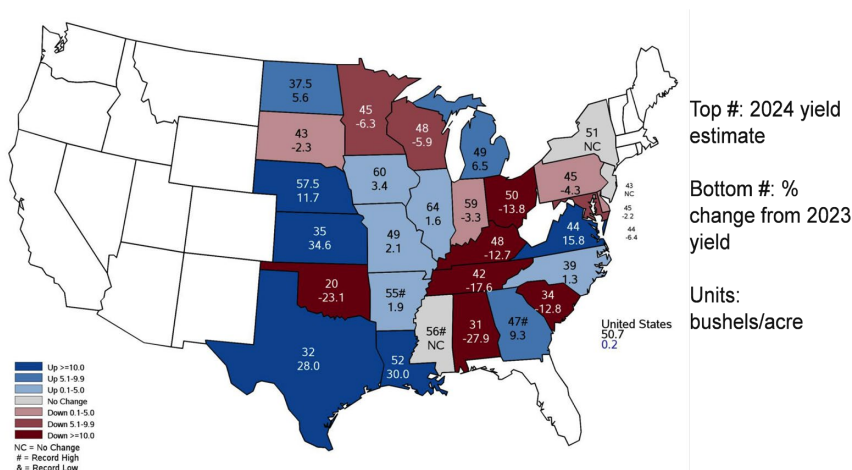 37.5
5.6
45
-6.3
48
-5.9
49
6.5
51
NC
43
-2.3
57.5
11.7
60
3.4
64
1.6
59
-3.3
50
-13.8
45
-4.3
43
NC
45
-2.2
44
-6.4
35
34.6
49
2.1
48
-12.7
44
15.8
20
-23.1
55#
1.9
42
-17.6
39
1.3
32
28.0
52
30.0
56#
NC
31
-27.9
47#
9.3
34
-12.8
United States
50.7
0.2
Top #: 2024 yield
estimate
Bottom #: %
change from 2023
yield
Units:
bushels/acre
Up >=10.0
Up 5.1-9.9
Up 0.1-5.0
No Change
Down 0.1-5.0
Down 5.1-9.9
Down >=10.0
NC = No Change
# = Record High
& = Record Low